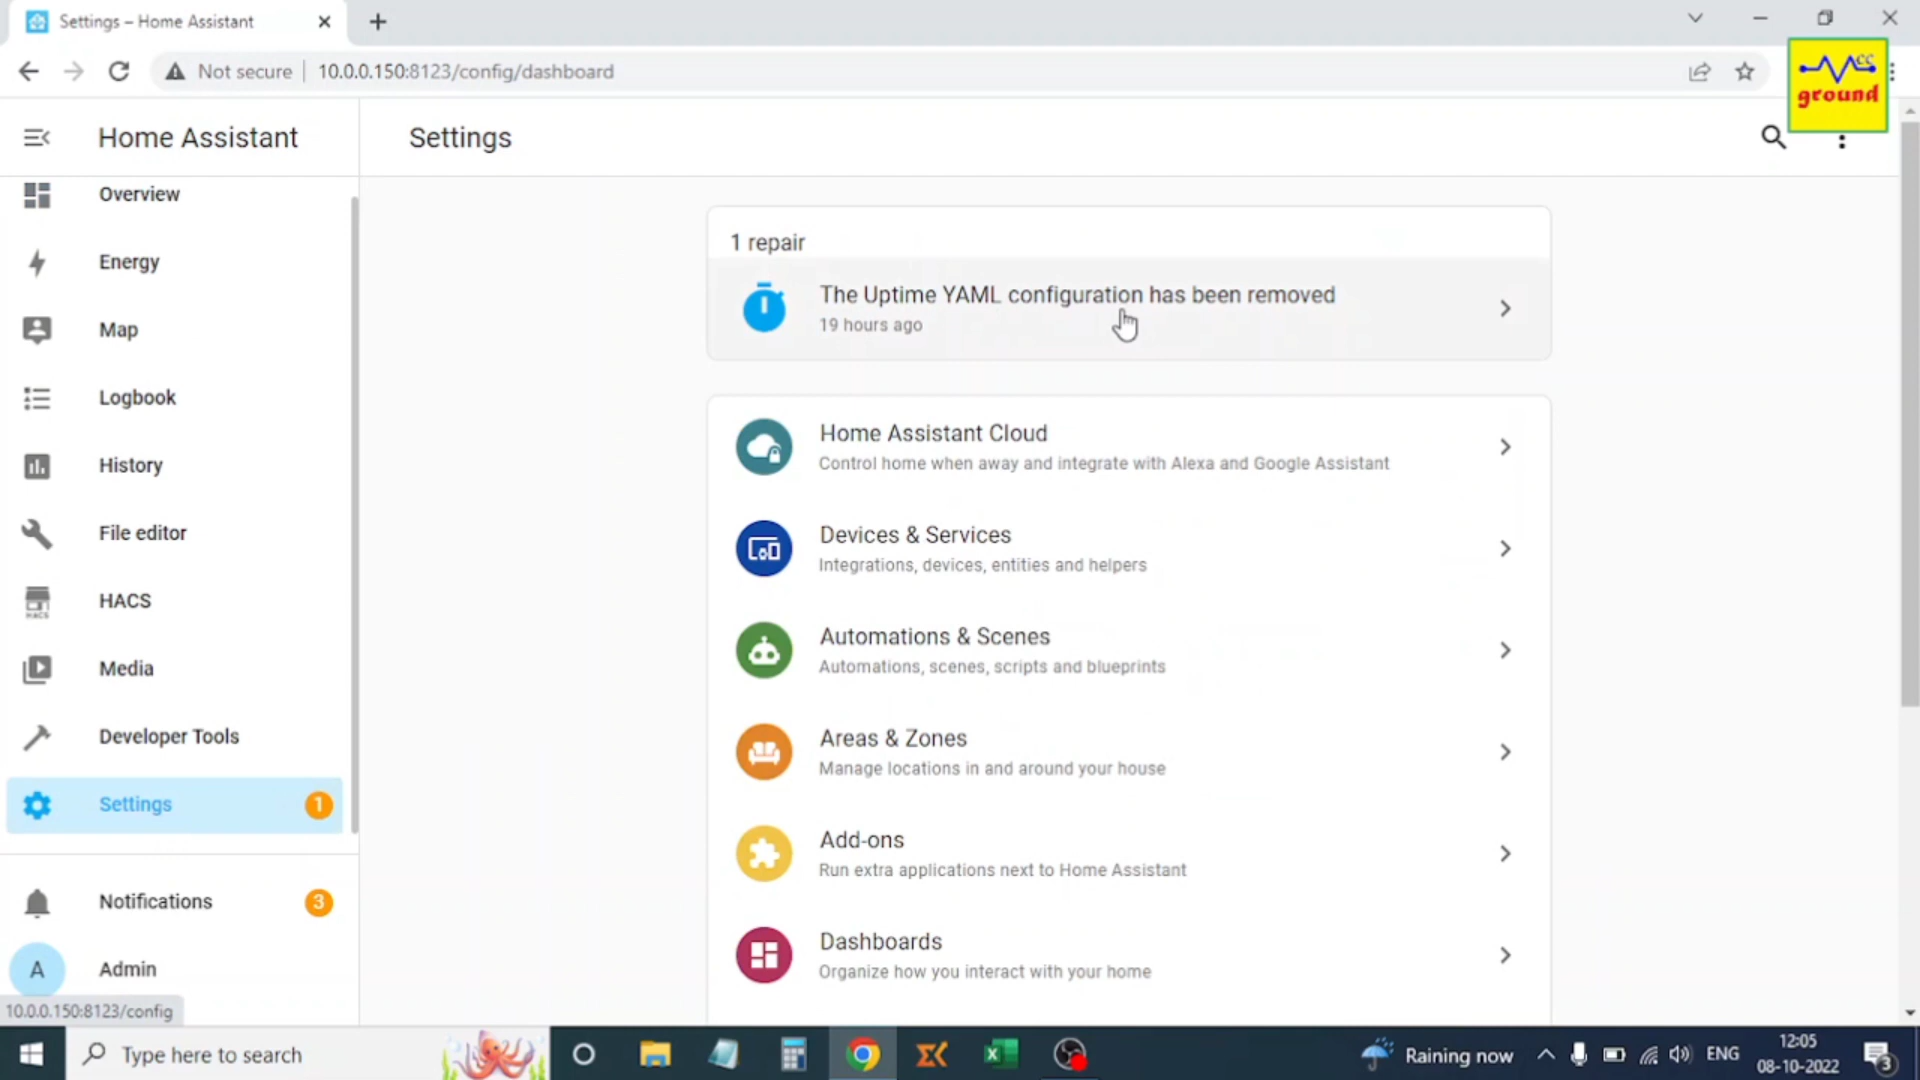 Settings – Home Assistant
Not secure
10.0.0.150:8123/config/dashboard
Vcc
ground
Home Assistant
Settings
Overview
Energy
Map
Logbook
History
File editor
HACS
HACS
Media
Developer Tools
Settings
1
Notifications
3
A
Admin
10.0.0.150:8123/config
1 repair
The Uptime YAML configuration has been removed
19 hours ago
Home Assistant Cloud
Control home when away and integrate with Alexa and Google Assistant
Devices & Services
Integrations, devices, entities and helpers
Automations & Scenes
Automations, scenes, scripts and blueprints
Areas & Zones
Manage locations in and around your house
Add-ons
Run extra applications next to Home Assistant
Dashboards
Organize how you interact with your home
Type here to search
Raining now
ENG
12:05
08-10-2022
3